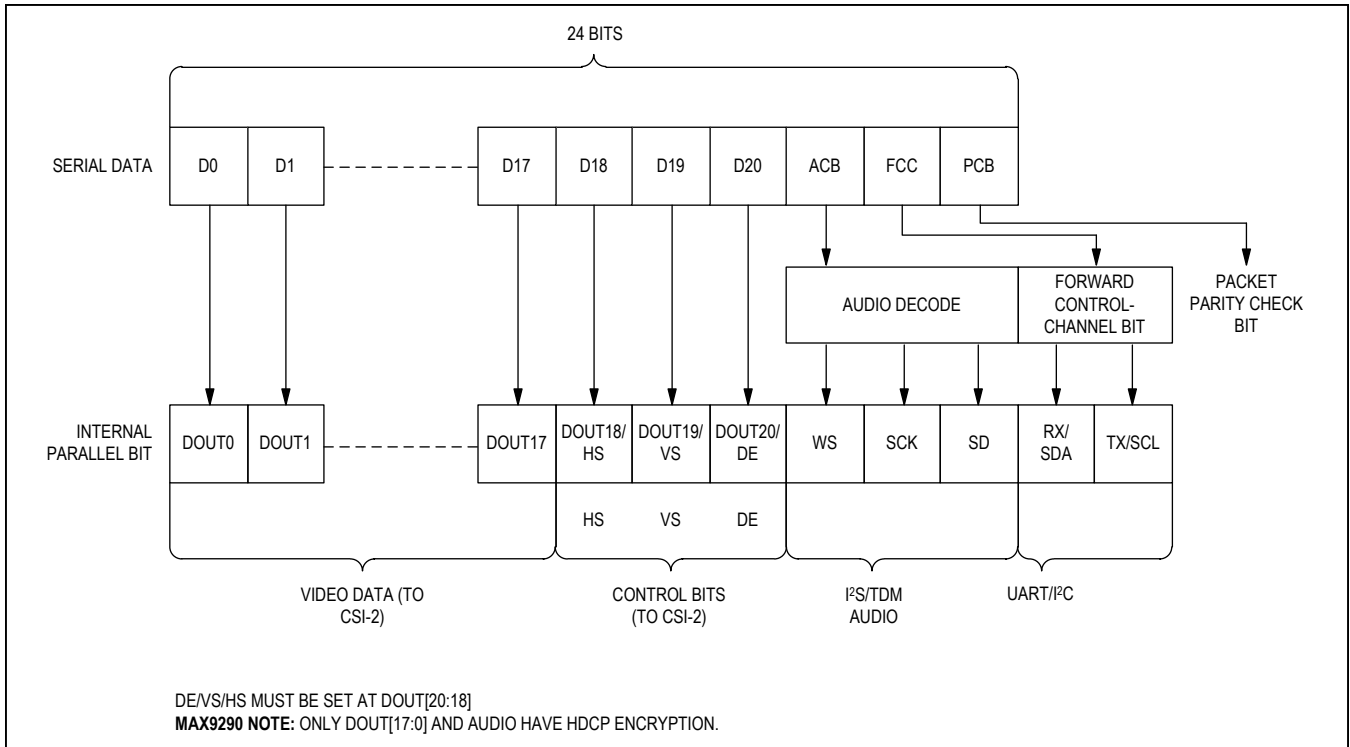 24 BITS
SERIAL DATA
D0
D1
D17
D18
D19
D20
ACB
FCC
PCB
AUDIO DECODE
FORWARD
CONTROL-
CHANNEL BIT
PACKET
PARITY CHECK
BIT
INTERNAL
PARALLEL BIT
DOUT0
DOUT1
DOUT17
DOUT18/
HS
DOUT19/
VS
DOUT20/
DE
WS
SCK
SD
RX/
SDA
TX/SCL
HS
VS
DE
VIDEO DATA (TO
CSI-2)
CONTROL BITS
(TO CSI-2)
I²S/TDM
AUDIO
UART/I²C
DE/VS/HS MUST BE SET AT DOUT[20:18]
MAX9290 NOTE: ONLY DOUT[17:0] AND AUDIO HAVE HDCP ENCRYPTION.